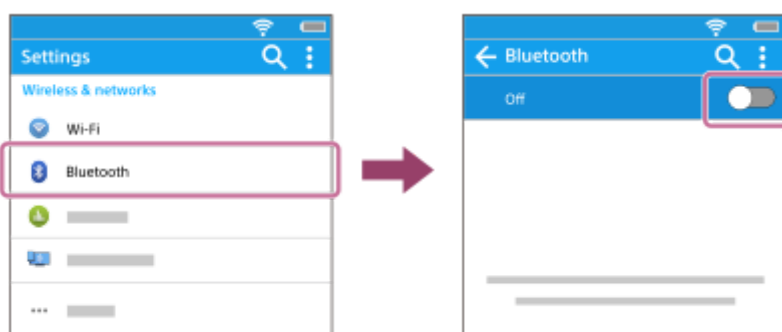 Settings
Wireless & networks
Wi-Fi
Bluetooth
Bluetooth
Off